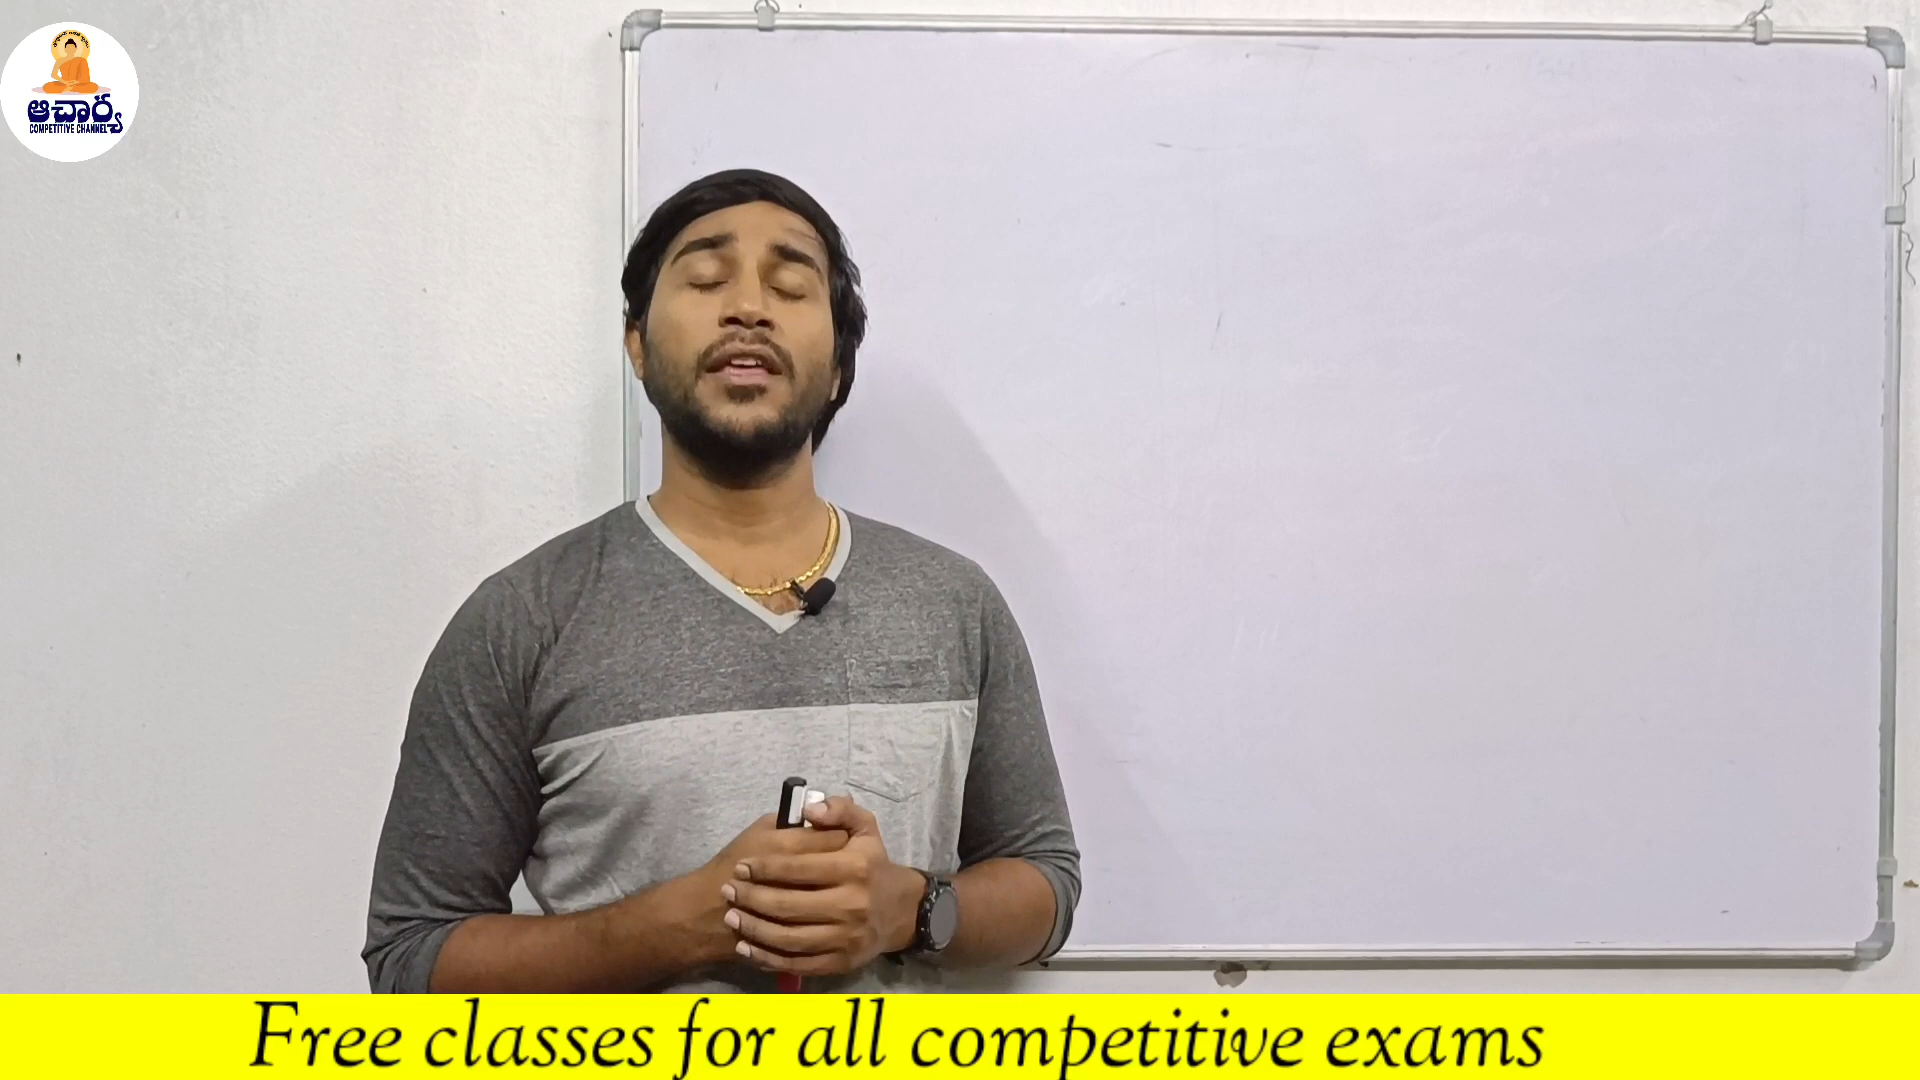 ఆచార్య
COMPETITIVE CHANNEL
Free classes for all competitive exams